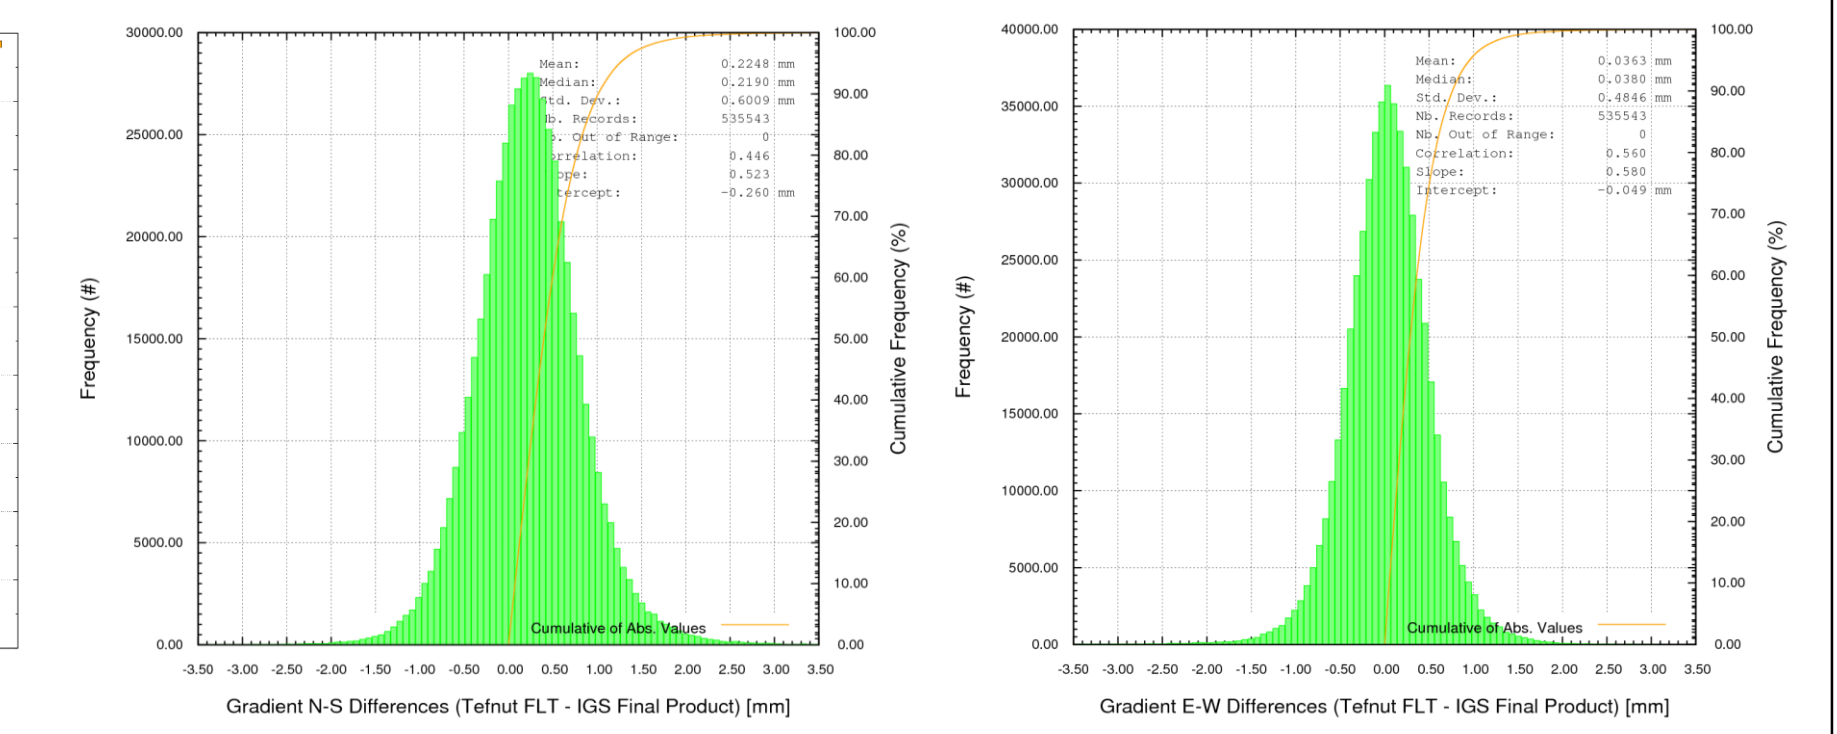 30000.00
25000.00
20000.00
15000.00
10000.00
5000.00
0.00
Frequency (#)
100.00
90.00
80.00
70.00
60.00
50.00
40.00
30.00
20.00
10.00
0.00
Cumulative Frequency (%)
Mean: 0.2248 mm
Median: 0.2190 mm
Std. Dev.: 0.6009 mm
Nb. Records: 535543
Nb. Out of Range: 0
Correlation: 0.446
Slope: 0.523
Intercept: -0.260 mm
Cumulative of Abs. Values
-3.50 -3.00 -2.50 -2.00 -1.50 -1.00 -0.50 0.00 0.50 1.00 1.50 2.00 2.50 3.00 3.50
Gradient N-S Differences (Tefnut FLT - IGS Final Product) [mm]
40000.00
35000.00
30000.00
25000.00
20000.00
15000.00
10000.00
5000.00
0.00
Frequency (#)
100.00
90.00
80.00
70.00
60.00
50.00
40.00
30.00
20.00
10.00
0.00
Cumulative Frequency (%)
Mean: 0.0363 mm
Median: 0.0380 mm
Std. Dev.: 0.4846 mm
Nb. Records: 535543
Nb. Out of Range: 0
Correlation: 0.560
Slope: 0.580
Intercept: -0.049 mm
Cumulative of Abs. Values
-3.50 -3.00 -2.50 -2.00 -1.50 -1.00 -0.50 0.00 0.50 1.00 1.50 2.00 2.50 3.00 3.50
Gradient E-W Differences (Tefnut FLT - IGS Final Product) [mm]